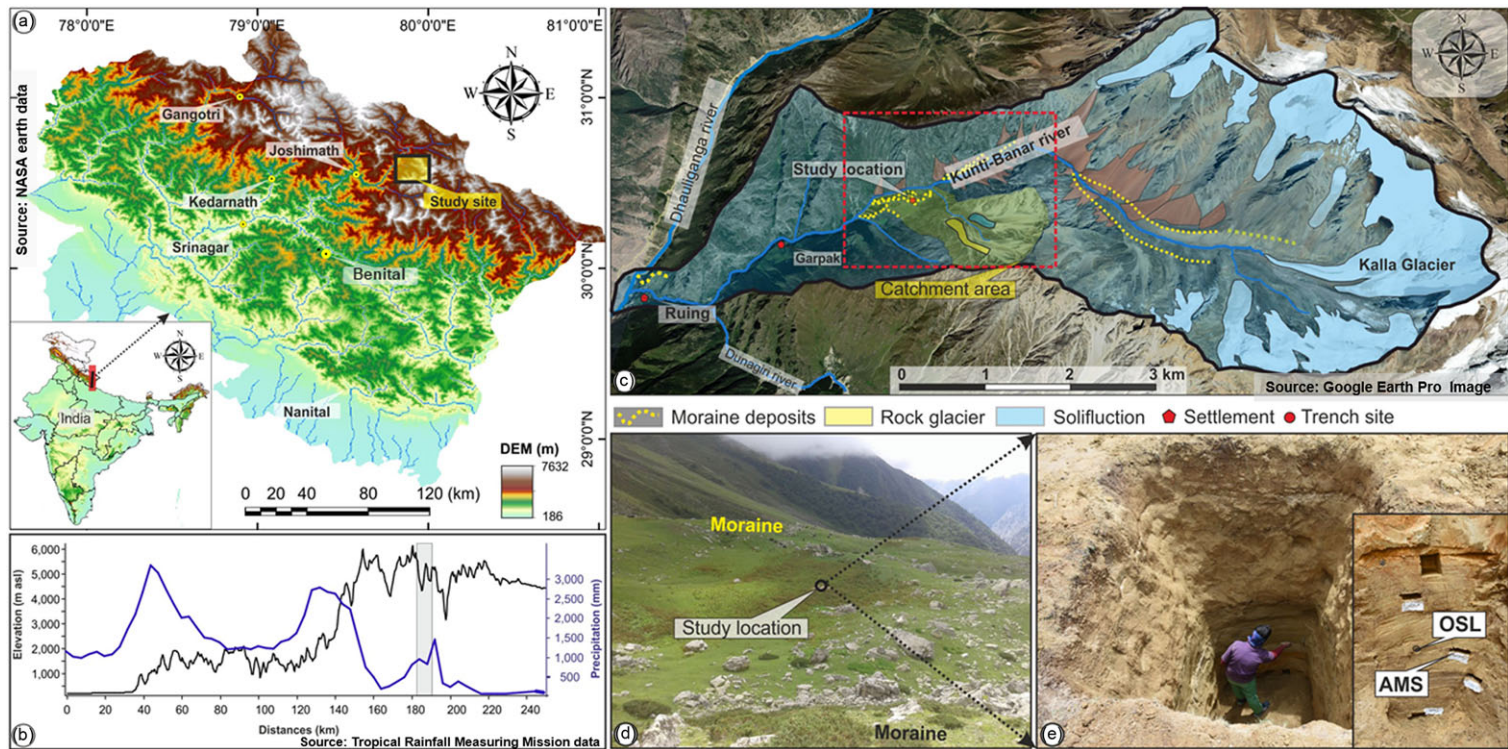 (a)
78°0'0"E
79°0'0"E
80°0'0"E
81°0'0"E
Source: NASA earth data
N
W
E
S
31°0'0"N
30°0'0"N
29°0'0"N
Gangotri
Joshimath
Kedarnath
Study site
Srinagar
Benital
Nanital
N
W
E
S
India
DEM (m)
7632
186
0 20 40 80 120 (km)
(b)
Elevation (m asl)
6,000
5,000
4,000
3,000
2,000
1,000
Precipitation (mm)
3,000
2,500
2,000
1,500
1,000
500
0 20 40 60 80 100 120 140 160 180 200 220 240
Distances (km)
Source: Tropical Rainfall Measuring Mission data
(c)
N
W
E
S
Dhauliganga river
Study location
Kunti-Banar river
Garpak
Catchment area
Kalla Glacier
Ruing
Dunagin river
0 1 2 3 km
Source: Google Earth Pro Image
Moraine deposits
Rock glacier
Solifluction
Settlement
Trench site
(d)
Moraine
Study location
Moraine
(e)
OSL
AMS